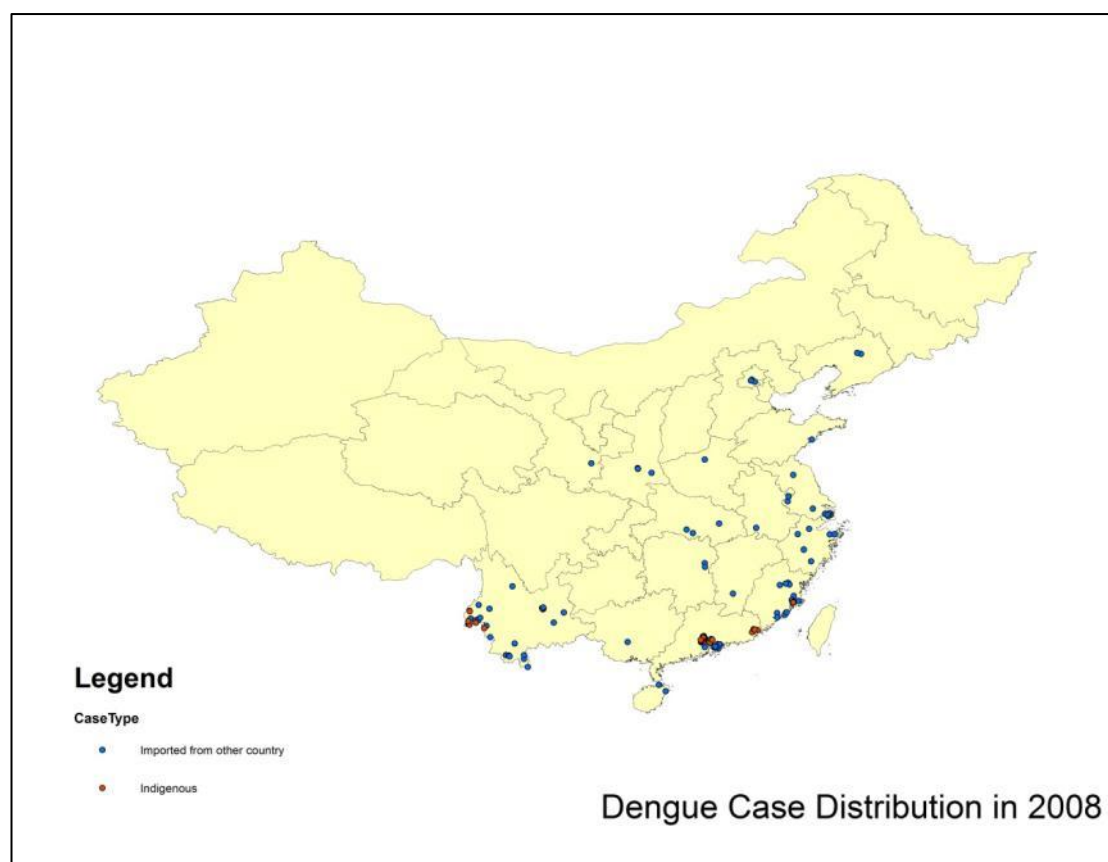 Legend
CaseType
Imported from other country
Indigenous
Dengue Case Distribution in 2008